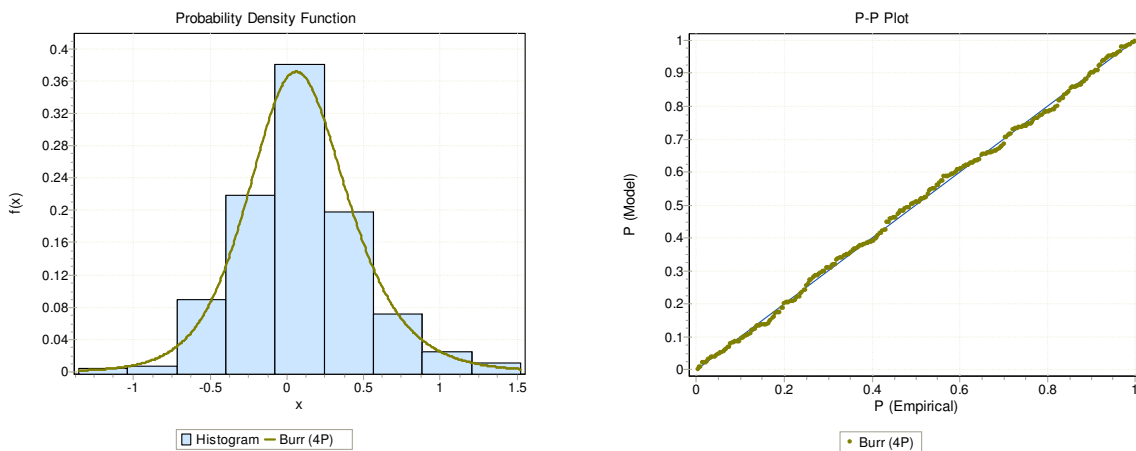 Probability Density Function
f(x)
0.4
0.36
0.32
0.28
0.24
0.2
0.16
0.12
0.08
0.04
0
-1 -0.5 0 0.5 1 1.5
x
Histogram Burr (4P)
P-P Plot
P (Model)
1
0.9
0.8
0.7
0.6
0.5
0.4
0.3
0.2
0.1
0
0 0.2 0.4 0.6 0.8 1
P (Empirical)
Burr (4P)